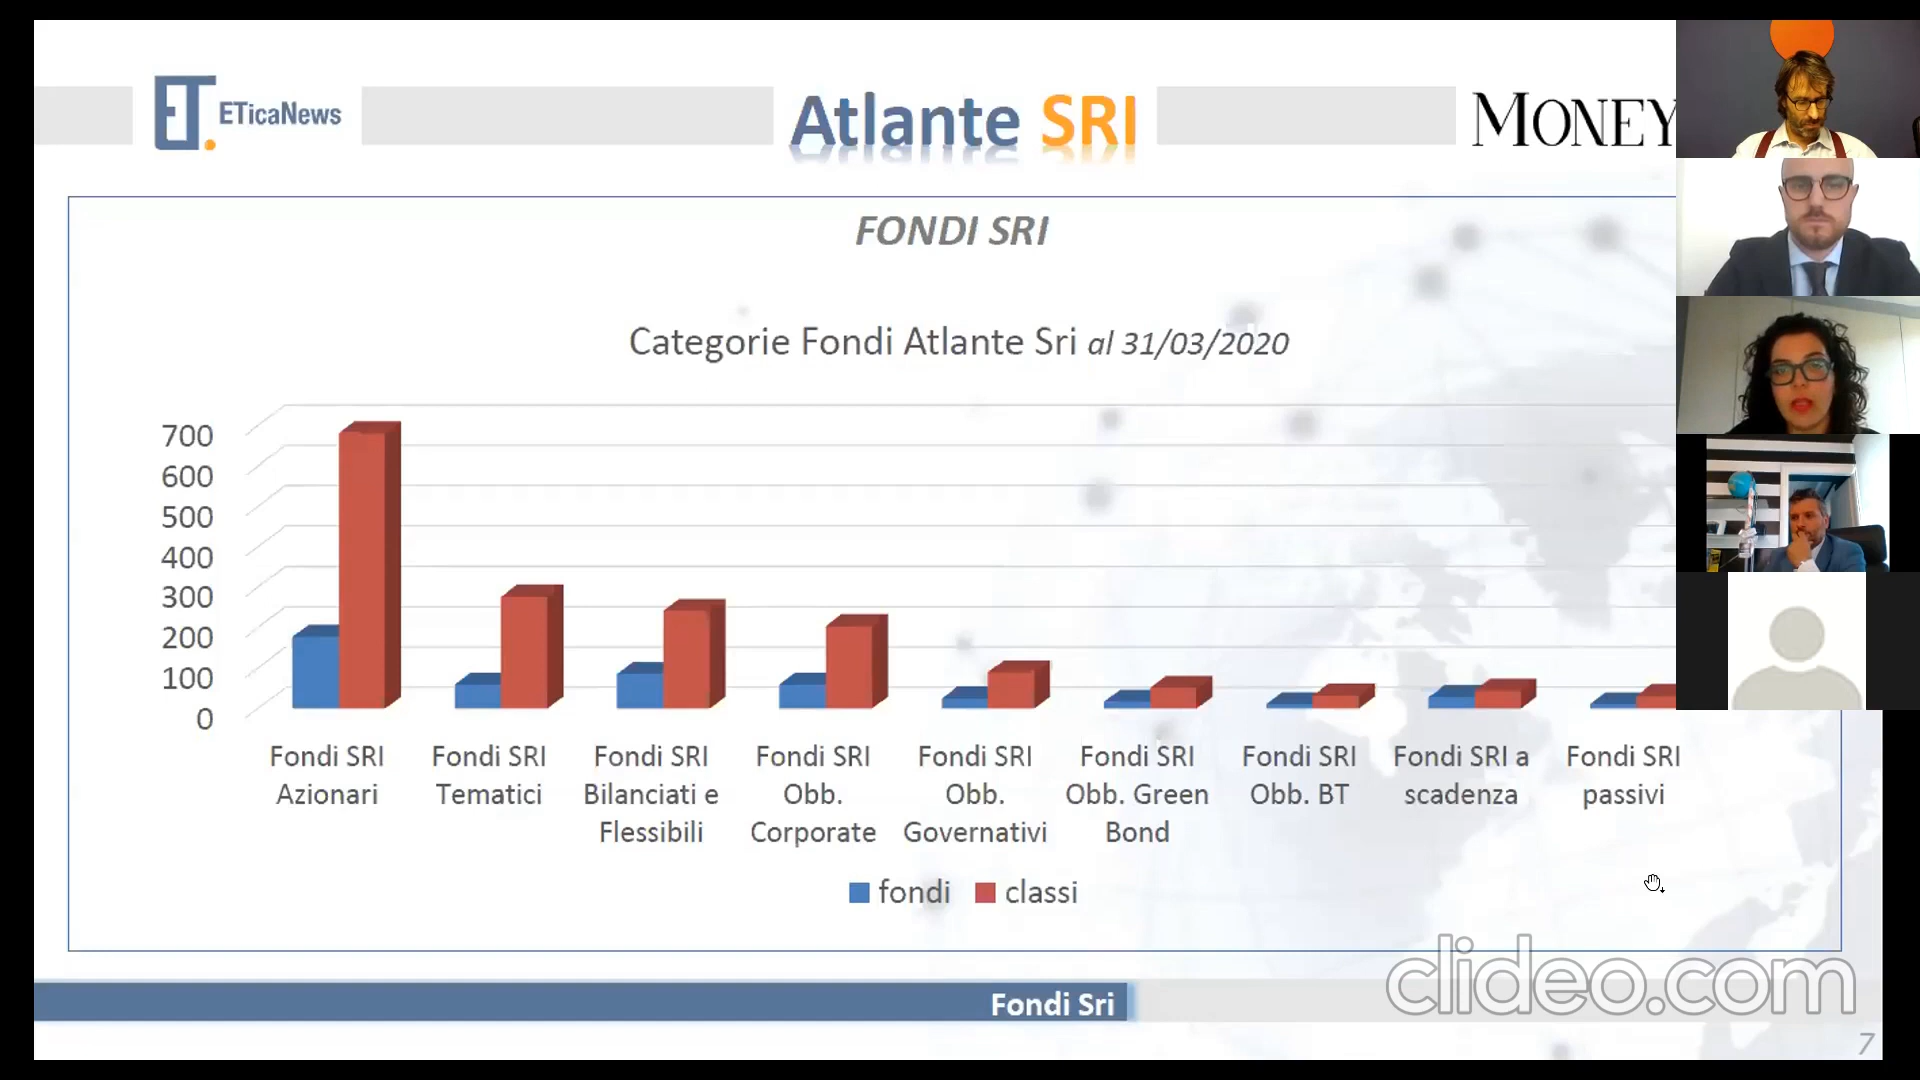 ET.
ETicaNews
Atlante SRI
MONEY
FONDI SRI
Categorie Fondi Atlante Sri al 31/03/2020
700
600
500
400
300
200
100
0
Fondi SRI
Azionari
Fondi SRI
Tematici
Fondi SRI
Bilanciati e
Flessibili
Fondi SRI
Obb.
Corporate
Fondi SRI
Obb.
Governativi
Fondi SRI
Obb. Green
Bond
Fondi SRI
Obb. BT
Fondi SRI a
scadenza
Fondi SRI
passivi
fondi
classi
clideo.com
Fondi Sri
7